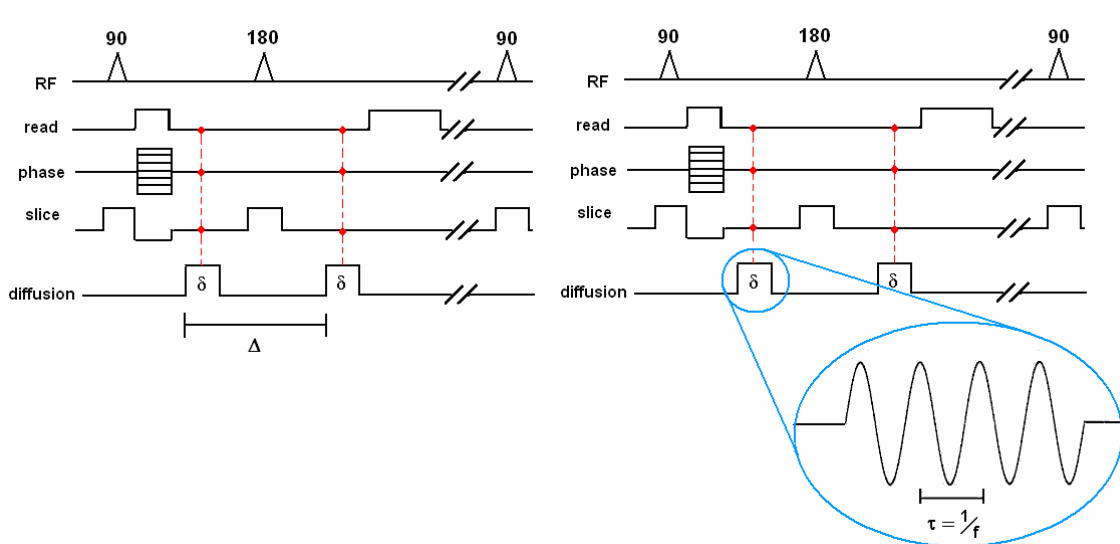 90 180 90
RF
read
phase
slice
δ δ
diffusion
Δ
90 180 90
RF
read
phase
slice
δ δ
diffusion
τ = 1/f